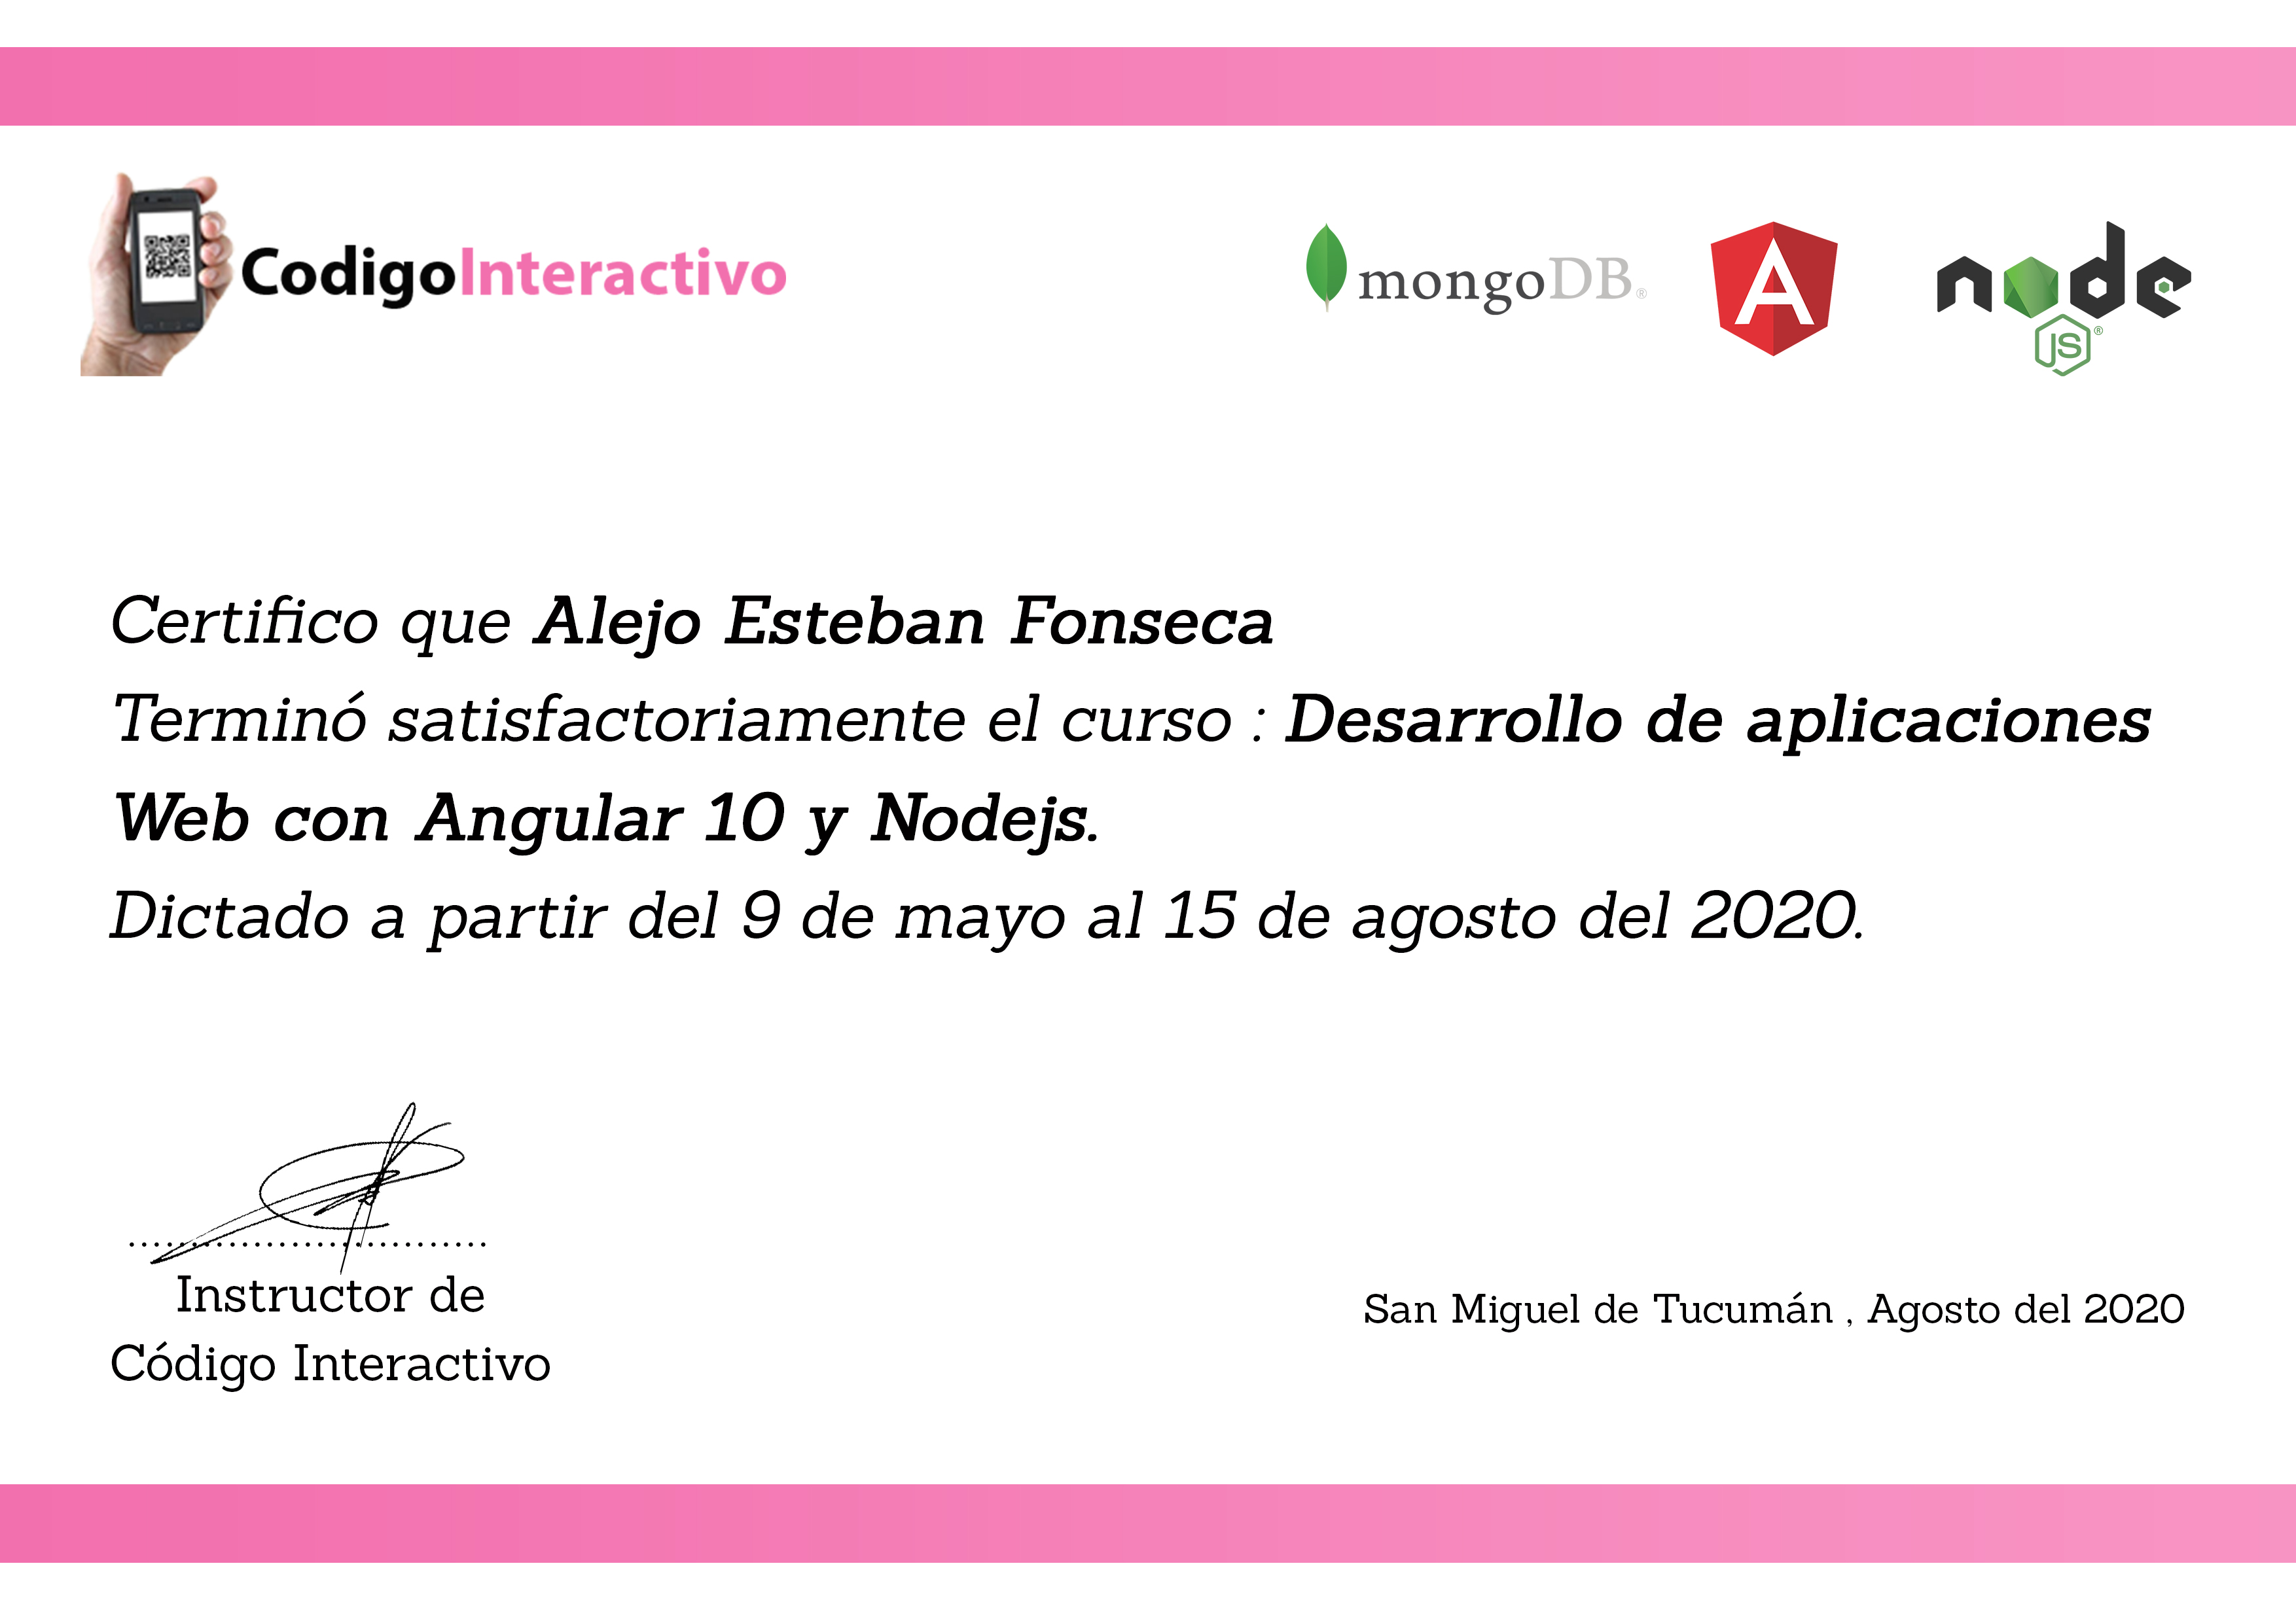 CodigoInteractivo
mongoDB®
A
node
JS®
Certifico que Alejo Esteban Fonseca
Terminó satisfactoriamente el curso : Desarrollo de aplicaciones
Web con Angular 10 y Nodejs.
Dictado a partir del 9 de mayo al 15 de agosto del 2020.
Instructor de
Código Interactivo
San Miguel de Tucumán , Agosto del 2020